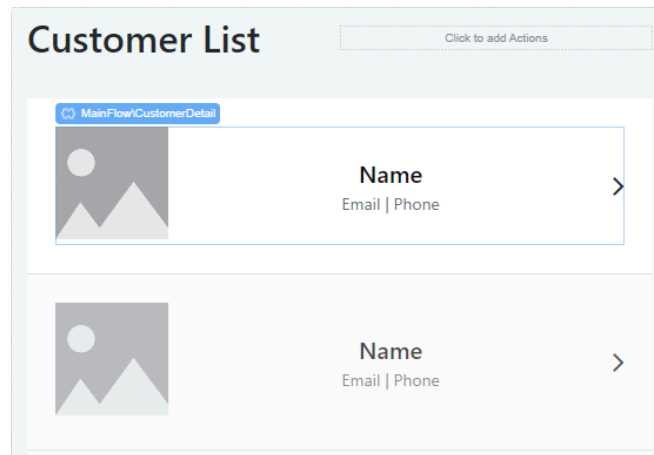 Customer List
Click to add Actions
MainFlow\CustomerDetail
Name
Email | Phone
Name
Email | Phone